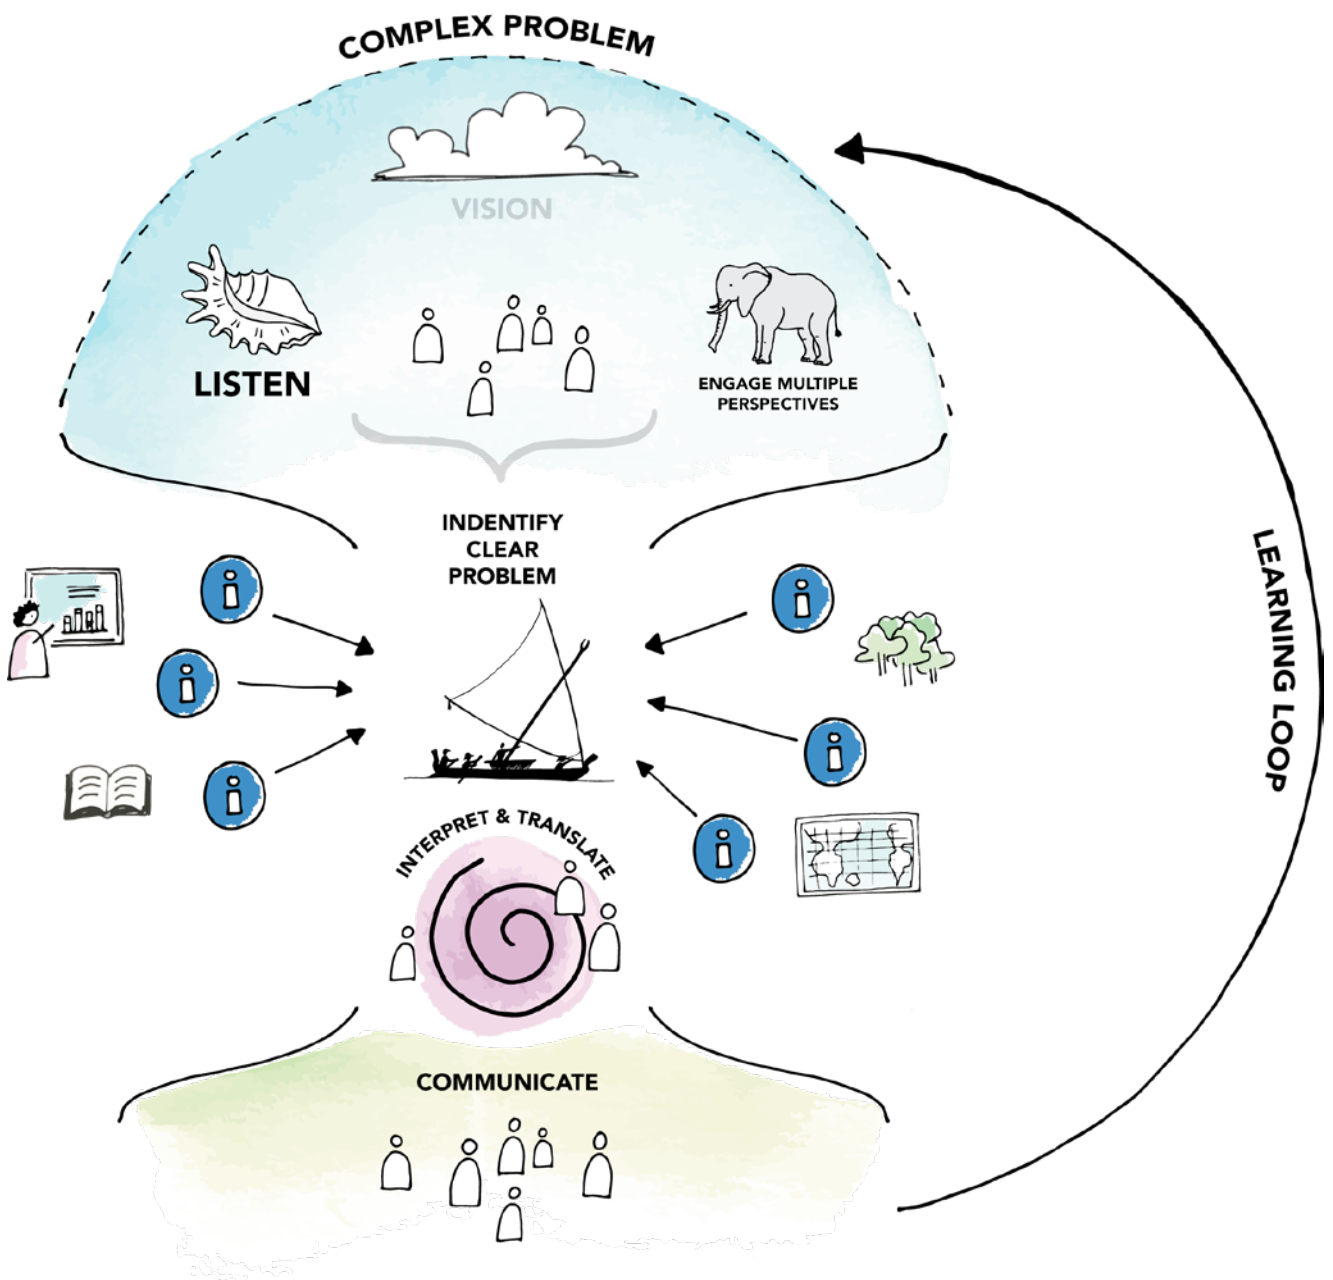 COMPLEX PROBLEM
VISION
LISTEN
ENGAGE MULTIPLE
PERSPECTIVES
INDENTIFY
CLEAR
PROBLEM
i
i
i
i
i
i
INTERPRET & TRANSLATE
COMMUNICATE
LEARNING LOOP